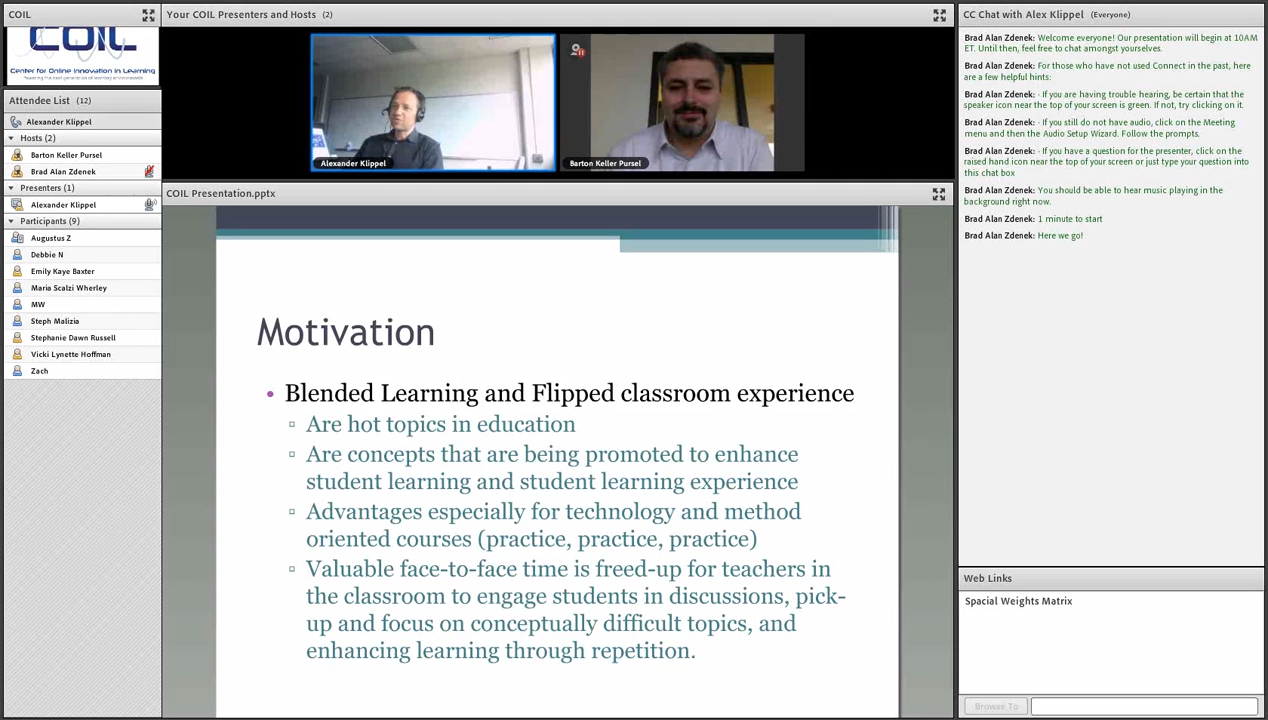 COIL
COIL
Center for Online Innovation in Learning
Attendee List (12)
Alexander Klippel
Hosts (2)
Barton Keller Pursel
Brad Alan Zdenek
Presenters (1)
Alexander Klippel
Participants (9)
Augustus Z
Debbie N
Emily Kaye Baxter
Maria Scalzi Wherley
MW
Steph Malizia
Stephanie Dawn Russell
Vicki Lynette Hoffman
Zach
Your COIL Presenters and Hosts (2)
Alexander Klippel
Barton Keller Pursel
COIL Presentation.pptx
Motivation
Blended Learning and Flipped classroom experience
Are hot topics in education
Are concepts that are being promoted to enhance
student learning and student learning experience
Advantages especially for technology and method
oriented courses (practice, practice, practice)
Valuable face-to-face time is freed-up for teachers in
the classroom to engage students in discussions, pick-
up and focus on conceptually difficult topics, and
enhancing learning through repetition.
CC Chat with Alex Klippel (Everyone)
Brad Alan Zdenek: Welcome everyone! Our presentation will begin at 10AM
ET. Until then, feel free to chat amongst yourselves.
Brad Alan Zdenek: For those who have not used Connect in the past, here
are a few helpful hints:
Brad Alan Zdenek: · If you are having trouble hearing, be certain that the
speaker icon near the top of your screen is green. If not, try clicking on it.
Brad Alan Zdenek: · If you still do not have audio, click on the Meeting
menu and then the Audio Setup Wizard. Follow the prompts.
Brad Alan Zdenek: · If you have a question for the presenter, click on the
raised hand icon near the top of your screen or just type your question into
this chat box
Brad Alan Zdenek: You should be able to hear music playing in the
background right now.
Brad Alan Zdenek: 1 minute to start
Brad Alan Zdenek: Here we go!
Web Links
Spacial Weights Matrix
Browse To